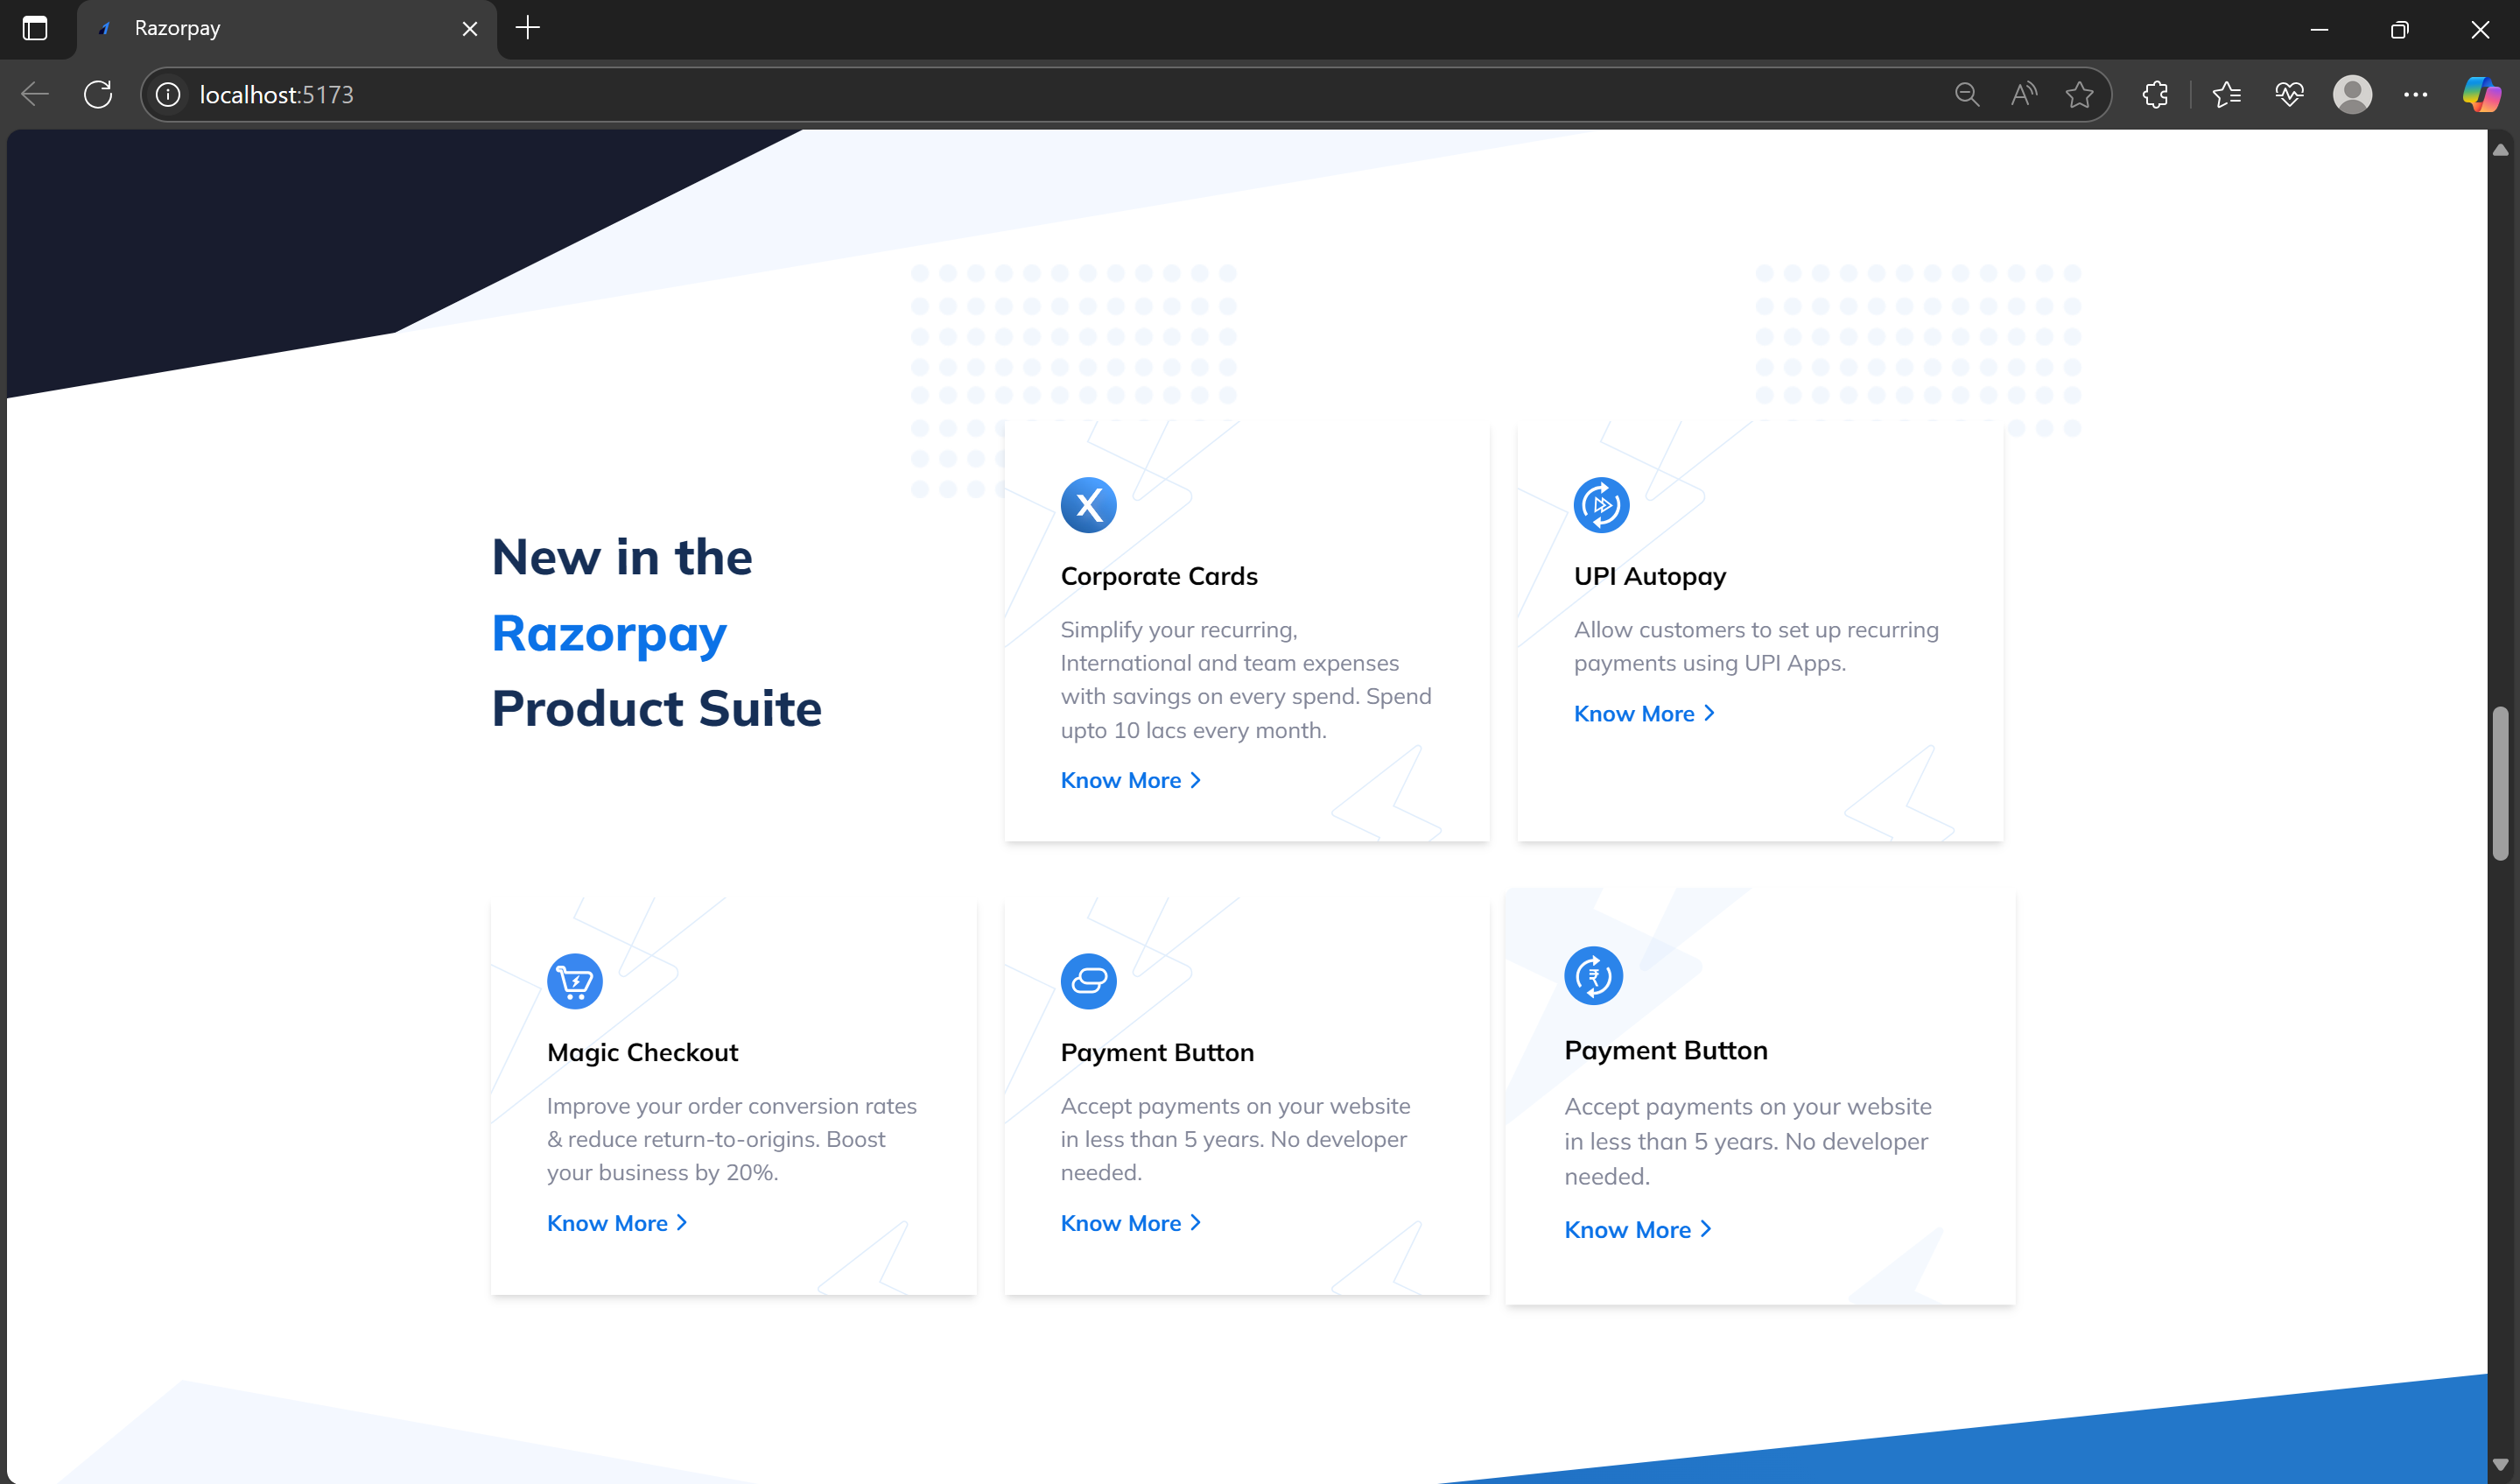 Razorpay
localhost:5173
New in the
Razorpay
Product Suite
Corporate Cards
Simplify your recurring,
International and team expenses
with savings on every spend. Spend
upto 10 lacs every month.
Know More
UPI Autopay
Allow customers to set up recurring
payments using UPI Apps.
Know More
Magic Checkout
Improve your order conversion rates
& reduce return-to-origins. Boost
your business by 20%.
Know More
Payment Button
Accept payments on your website
in less than 5 years. No developer
needed.
Know More
₹
Payment Button
Accept payments on your website
in less than 5 years. No developer
needed.
Know More